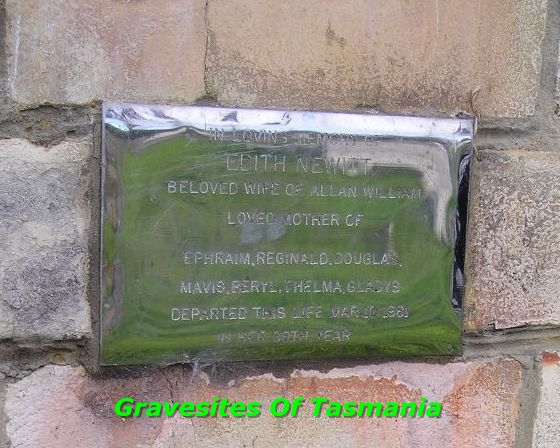 IN LOVING MEMORY OF
EDITH NEWITT
BELOVED WIFE OF ALLAN WILLIAM
LOVED MOTHER OF
EPHRAIM, REGINALD, DOUGLAS,
MAVIS, BERYL, THELMA, GLADYS
DEPARTED THIS LIFE MAR. 1981
IN HER YEAR
Gravesites Of Tasmania